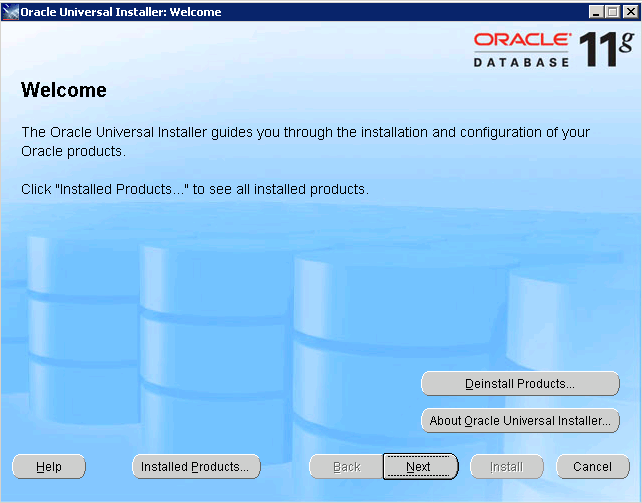 Oracle Universal Installer: Welcome
ORACLE
DATABASE
11g
Welcome
The Oracle Universal Installer guides you through the installation and configuration of your
Oracle products.
Click "Installed Products..." to see all installed products.
Deinstall Products...
About Oracle Universal Installer...
Help
Installed Products...
Back
Next
Install
Cancel